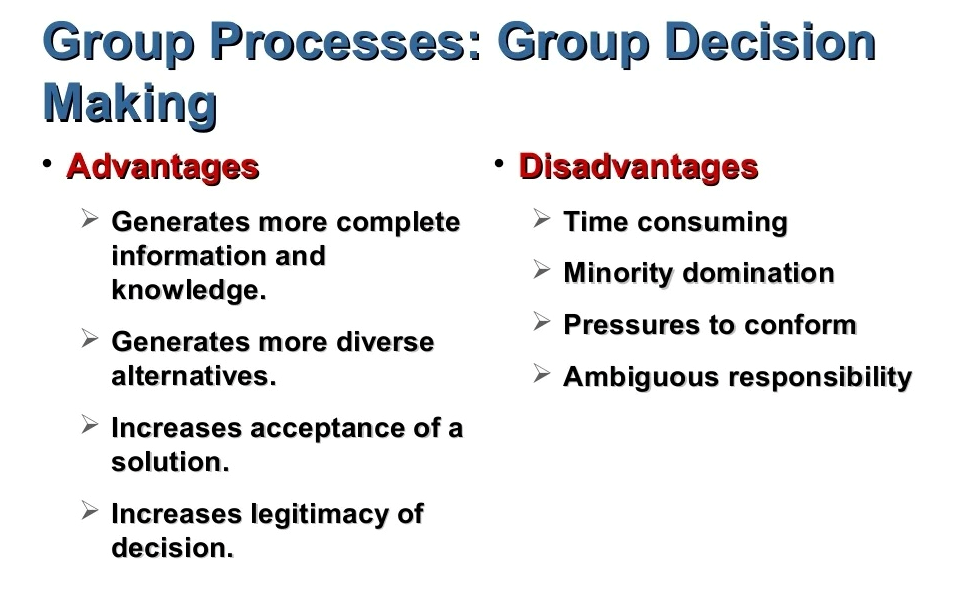 Group Processes: Group Decision
Making
• Advantages
➢ Generates more complete
information and
knowledge.
➢ Generates more diverse
alternatives.
➢ Increases acceptance of a
solution.
➢ Increases legitimacy of
decision.
• Disadvantages
➢ Time consuming
➢ Minority domination
➢ Pressures to conform
➢ Ambiguous responsibility